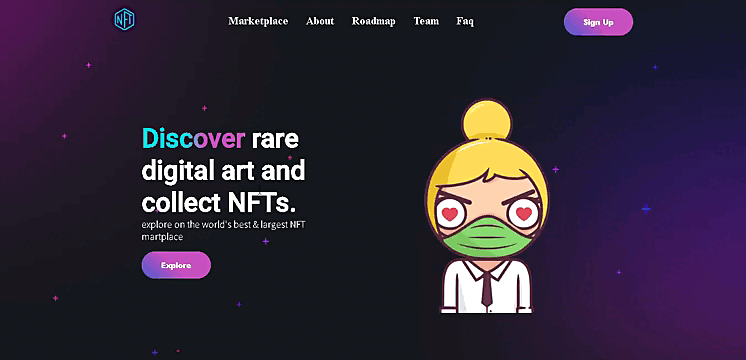 NFT
Marketplace About Roadmap Team Faq
Sign Up
Discover rare
digital art and
collect NFTs.
explore on the world's best & largest NFT
martplace
Explore